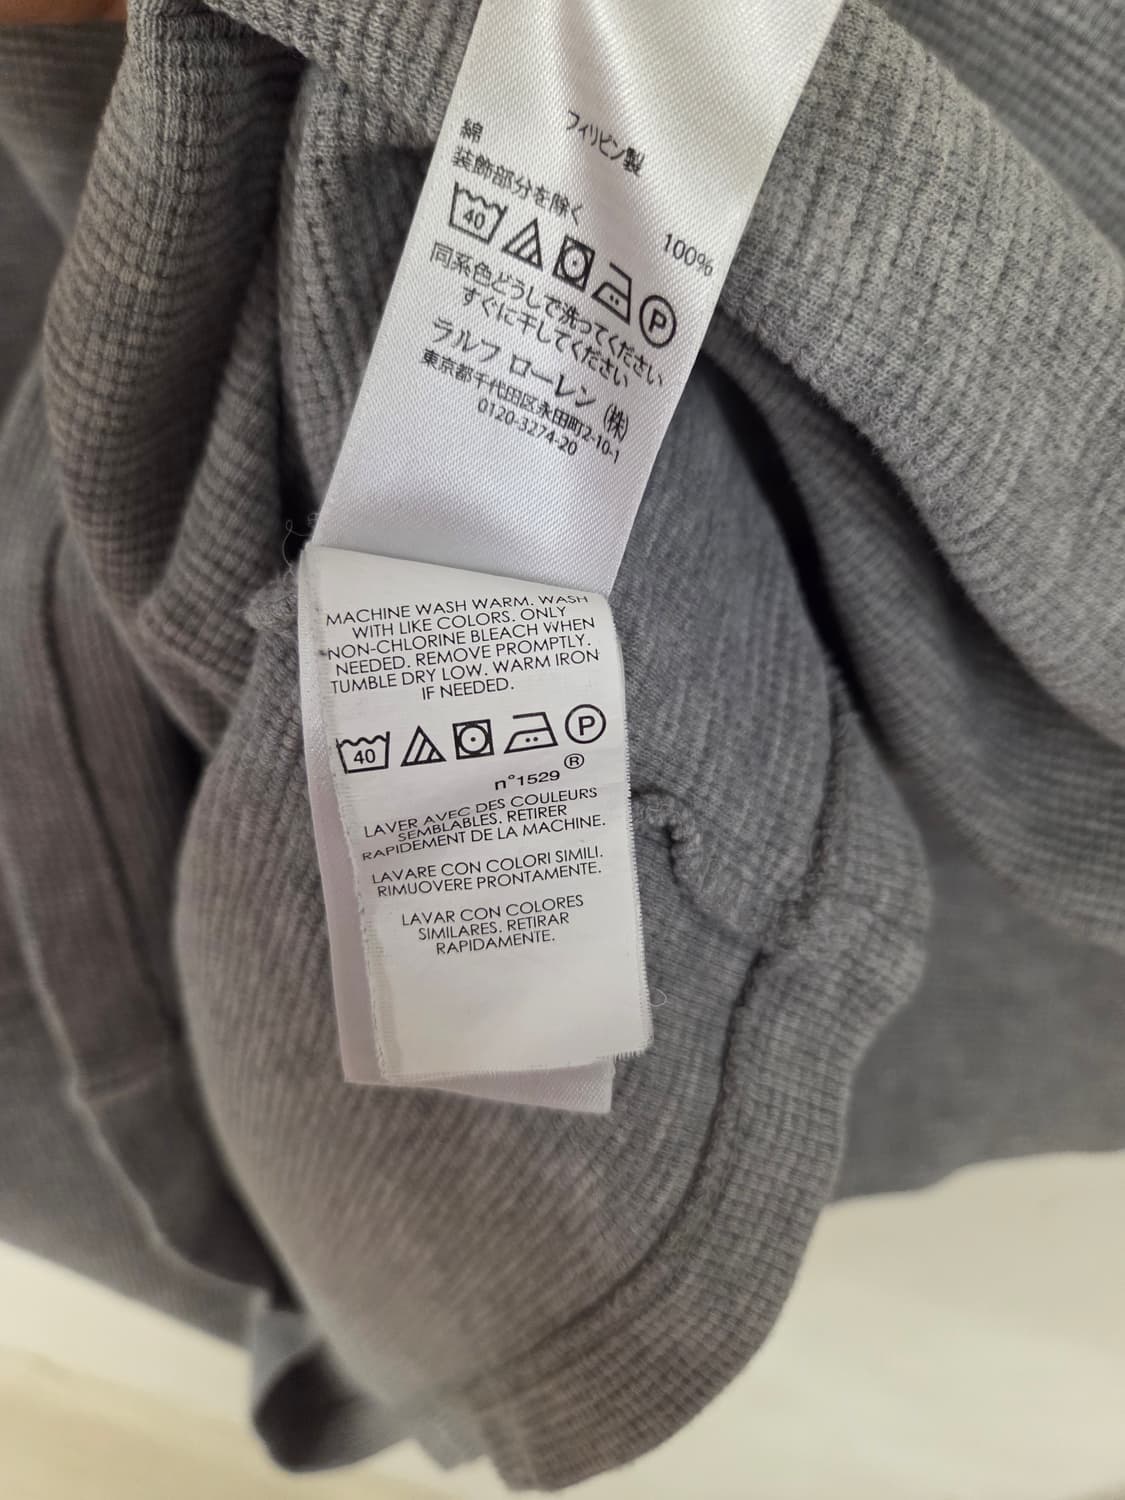 フィリピン製
綿 100%
装飾部分を除く
40 P
同系色どうしで洗ってください
すぐに干してください
ラルフ ローレン (株)
東京都千代田区永田町2-10-1
0120-3274-20
MACHINE WASH WARM. WASH
WITH LIKE COLORS. ONLY
NON-CHLORINE BLEACH WHEN
NEEDED. REMOVE PROMPTLY.
TUMBLE DRY LOW. WARM IRON
IF NEEDED.
40 P
®
n°1529
LAVER AVEC DES COULEURS
SEMBLABLES. RETIRER
RAPIDEMENT DE LA MACHINE.
LAVARE CON COLORI SIMILI.
RIMUOVERE PRONTAMENTE.
LAVAR CON COLORES
SIMILARES. RETIRAR
RAPIDAMENTE.